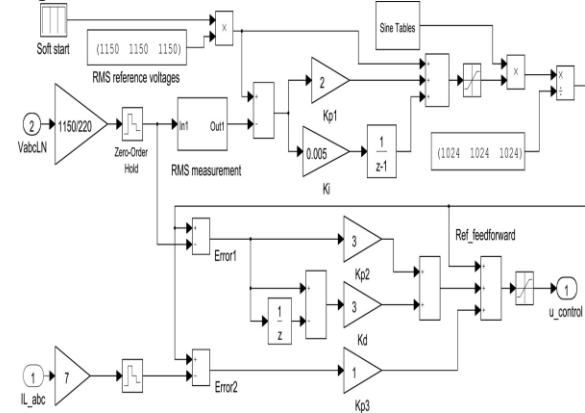 Soft start
×
(1150 1150 1150)
RMS reference voltages
Sine Tables
2
VabcLN
1150/220
Zero-Order
Hold
In1 Out1
RMS measurement
+
-
2
Kp1
0.005
Ki
1
z-1
+
+
+
×
×
÷
(1024 1024 1024)
+
-
Error1
3
Kp2
1
z
+
-
3
Kd
+
+
Ref_feedforward
+
+
+
1
u_control
1
IL_abc
7
+
-
Error2
1
Kp3